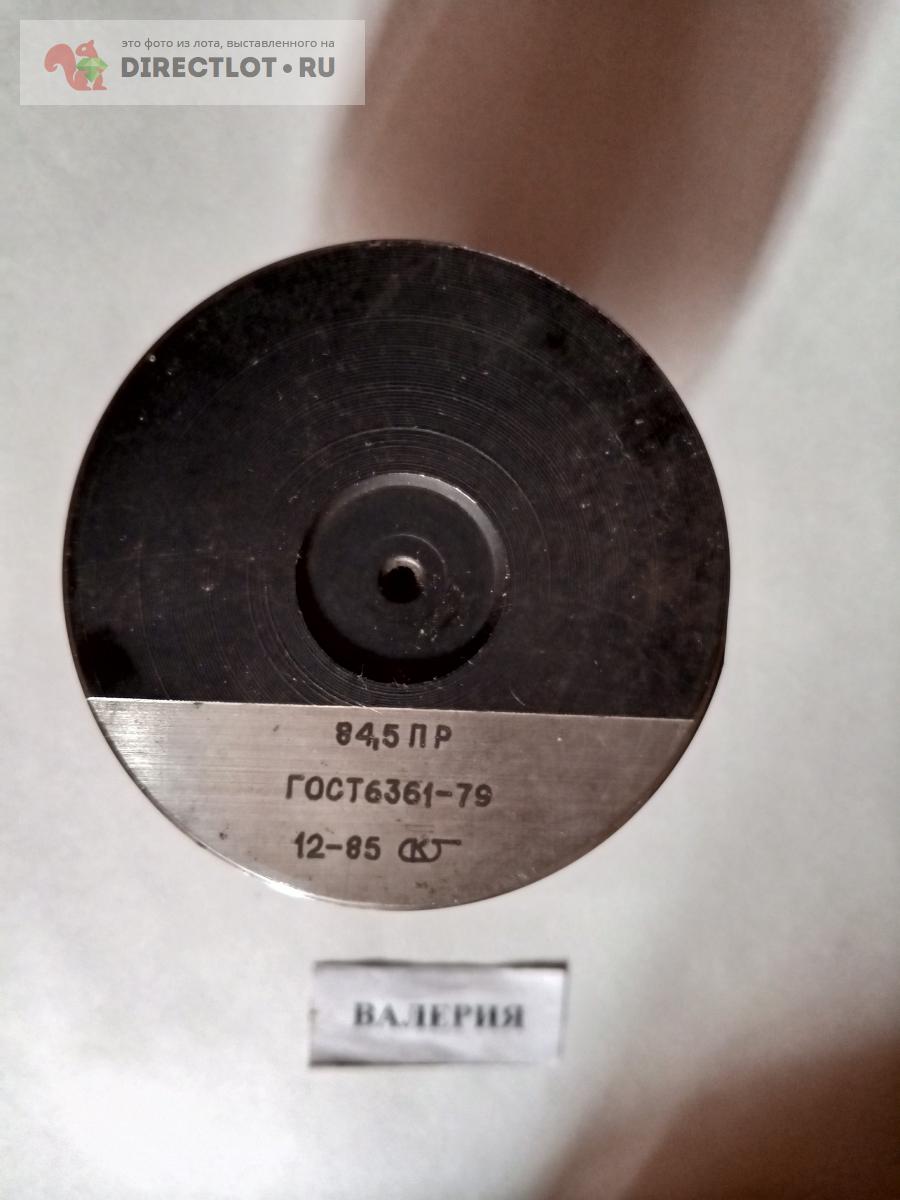 это фото из лота, выставленного на
DIRECTLOT•RU
84,5 ПР
ГОСТ6361-79
12-85
ВАЛЕРИЯ